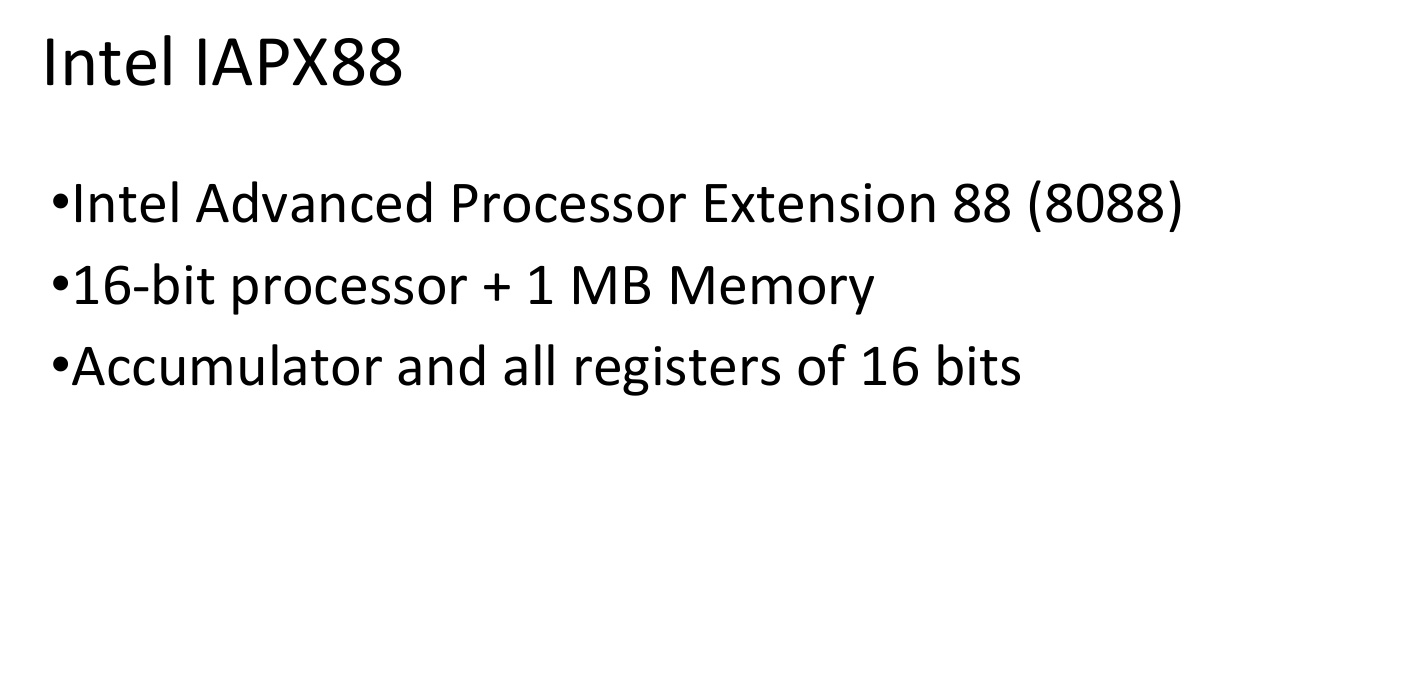 Intel IAPX88
•Intel Advanced Processor Extension 88 (8088)
•16-bit processor + 1 MB Memory
•Accumulator and all registers of 16 bits